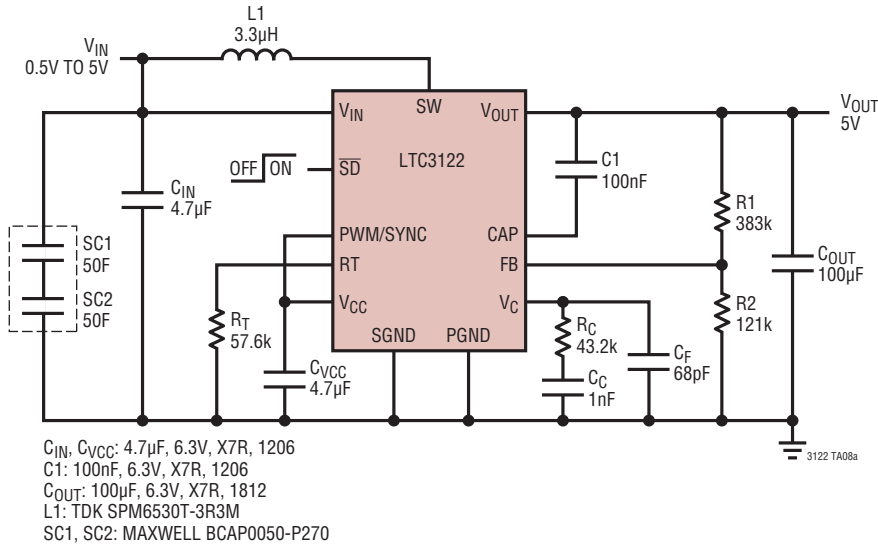 L1
3.3µH
VIN
0.5V TO 5V
VIN
SW
VOUT
VOUT
5V
LTC3122
OFF
ON
SD
C1
100nF
CIN
4.7µF
R1
383k
PWM/SYNC
CAP
SC1
50F
RT
FB
COUT
100µF
SC2
50F
VCC
VC
R2
121k
RT
57.6k
RC
43.2k
SGND
PGND
CF
68pF
CVCC
4.7µF
CC
1nF
CIN, CVCC: 4.7µF, 6.3V, X7R, 1206
C1: 100nF, 6.3V, X7R, 1206
COUT: 100µF, 6.3V, X7R, 1812
L1: TDK SPM6530T-3R3M
SC1, SC2: MAXWELL BCAP0050-P270
3122 TA08a